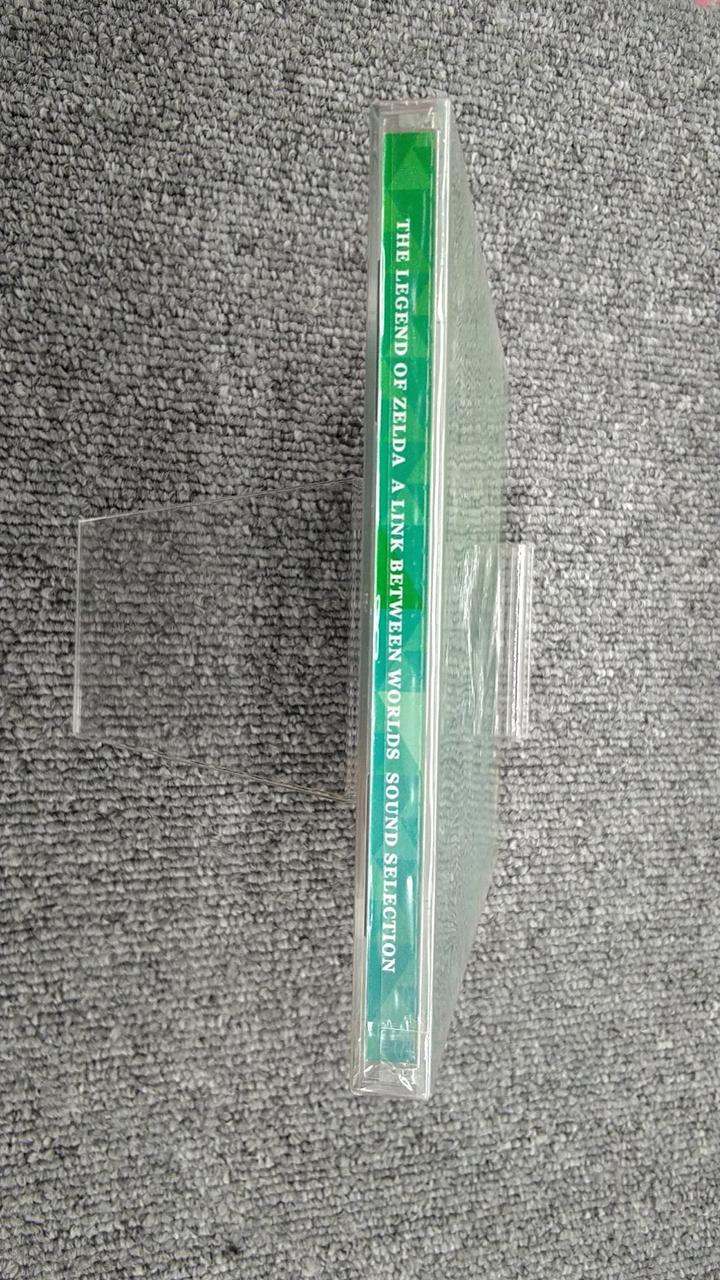 THE LEGEND OF ZELDA A LINK BETWEEN WORLDS SOUND SELECTION